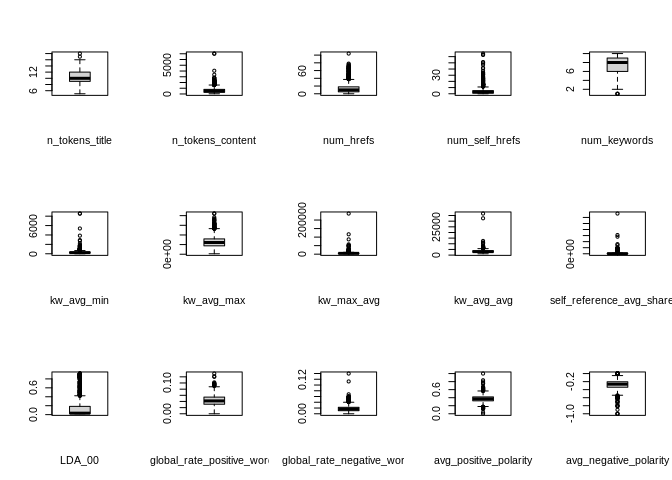 6 12
n_tokens_title
0 5000
n_tokens_content
0 60
num_hrefs
0 30
num_self_hrefs
2 6
num_keywords
0 6000
kw_avg_min
0e+00
kw_avg_max
0 200000
kw_max_avg
0 25000
kw_avg_avg
0e+00
self_reference_avg_share
0.0 0.6
LDA_00
0.00 0.10
global_rate_positive_wor
0.00 0.12
global_rate_negative_wor
0.0 0.6
avg_positive_polarity
-1.0 -0.2
avg_negative_polarity